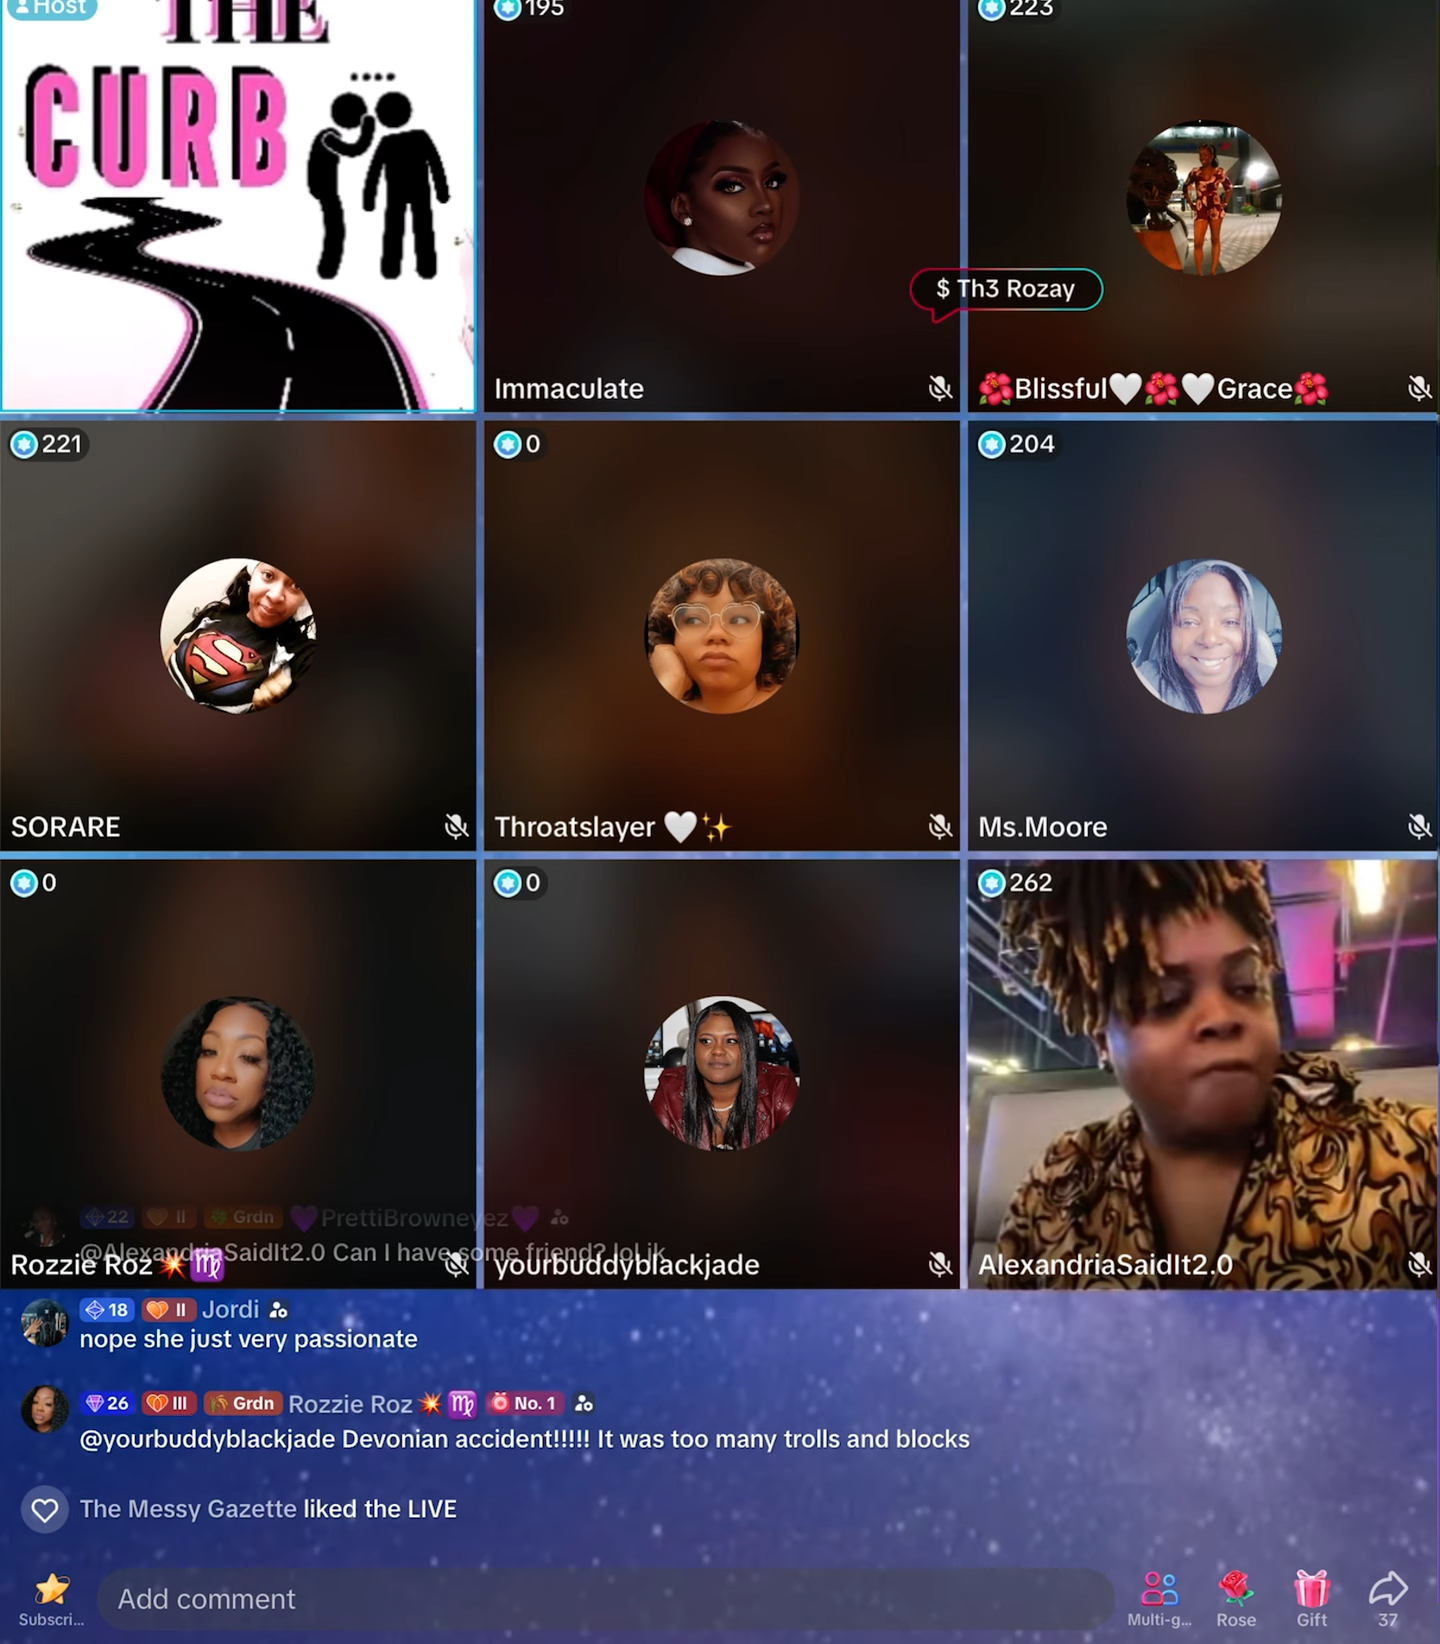 Host
THE
CURB
195
223
$ Th3 Rozay
Immaculate
🌺Blissful🤍🌺🤍Grace🌺
221
0
204
SORARE
Throatslayer 🤍✨
Ms.Moore
0
0
262
22 II Grdn 💜PrettiBrowneyez💜
@AlexandriaSaidIt2.0 Can I have some friend? lol ik
Rozzie Roz💥♍
yourbuddyblackjade
AlexandriaSaidIt2.0
18 II Jordi
nope she just very passionate
26 III Grdn Rozzie Roz💥♍ No. 1
@yourbuddyblackjade Devonian accident!!!!! It was too many trolls and blocks
The Messy Gazette liked the LIVE
Add comment
Subscri...
Multi-g...
Rose
Gift
37